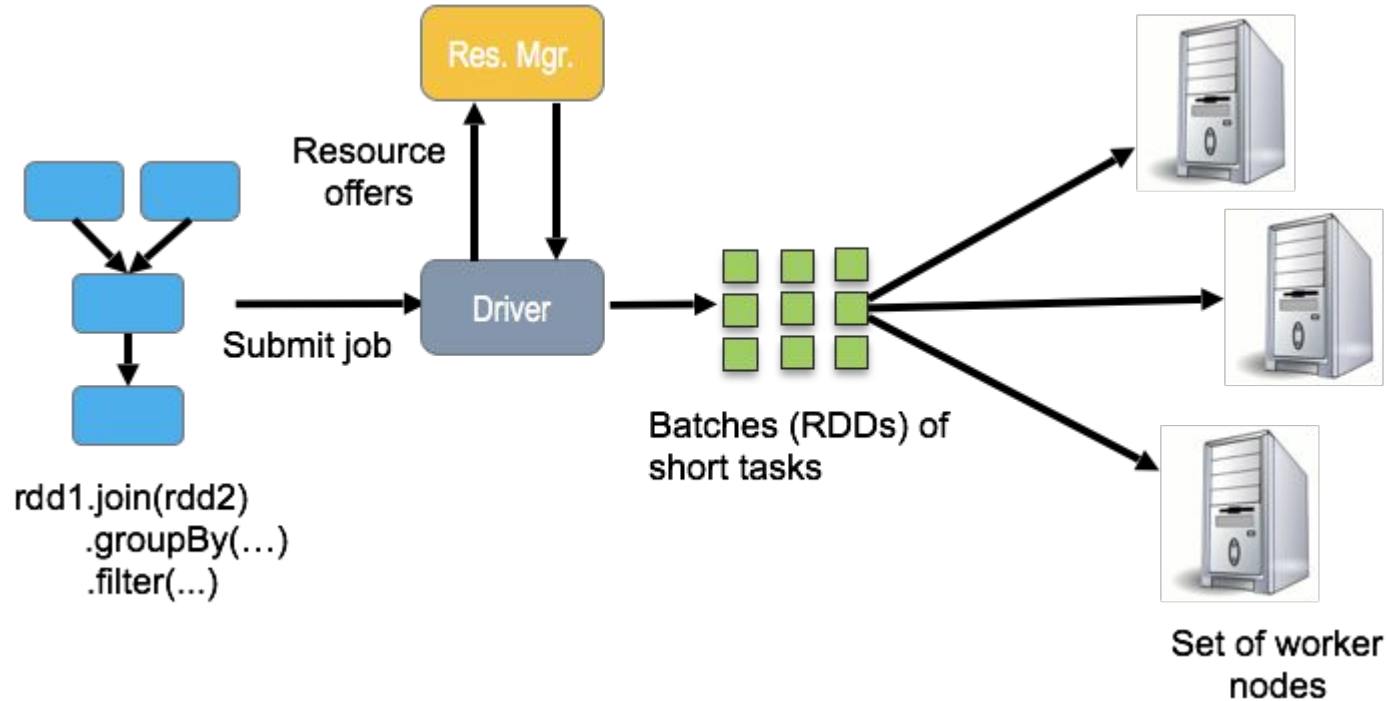 Res. Mgr.
Resource
offers
Driver
Submit job
Batches (RDDs) of
short tasks
rdd1.join(rdd2)
.groupBy(…)
.filter(...)
Set of worker
nodes